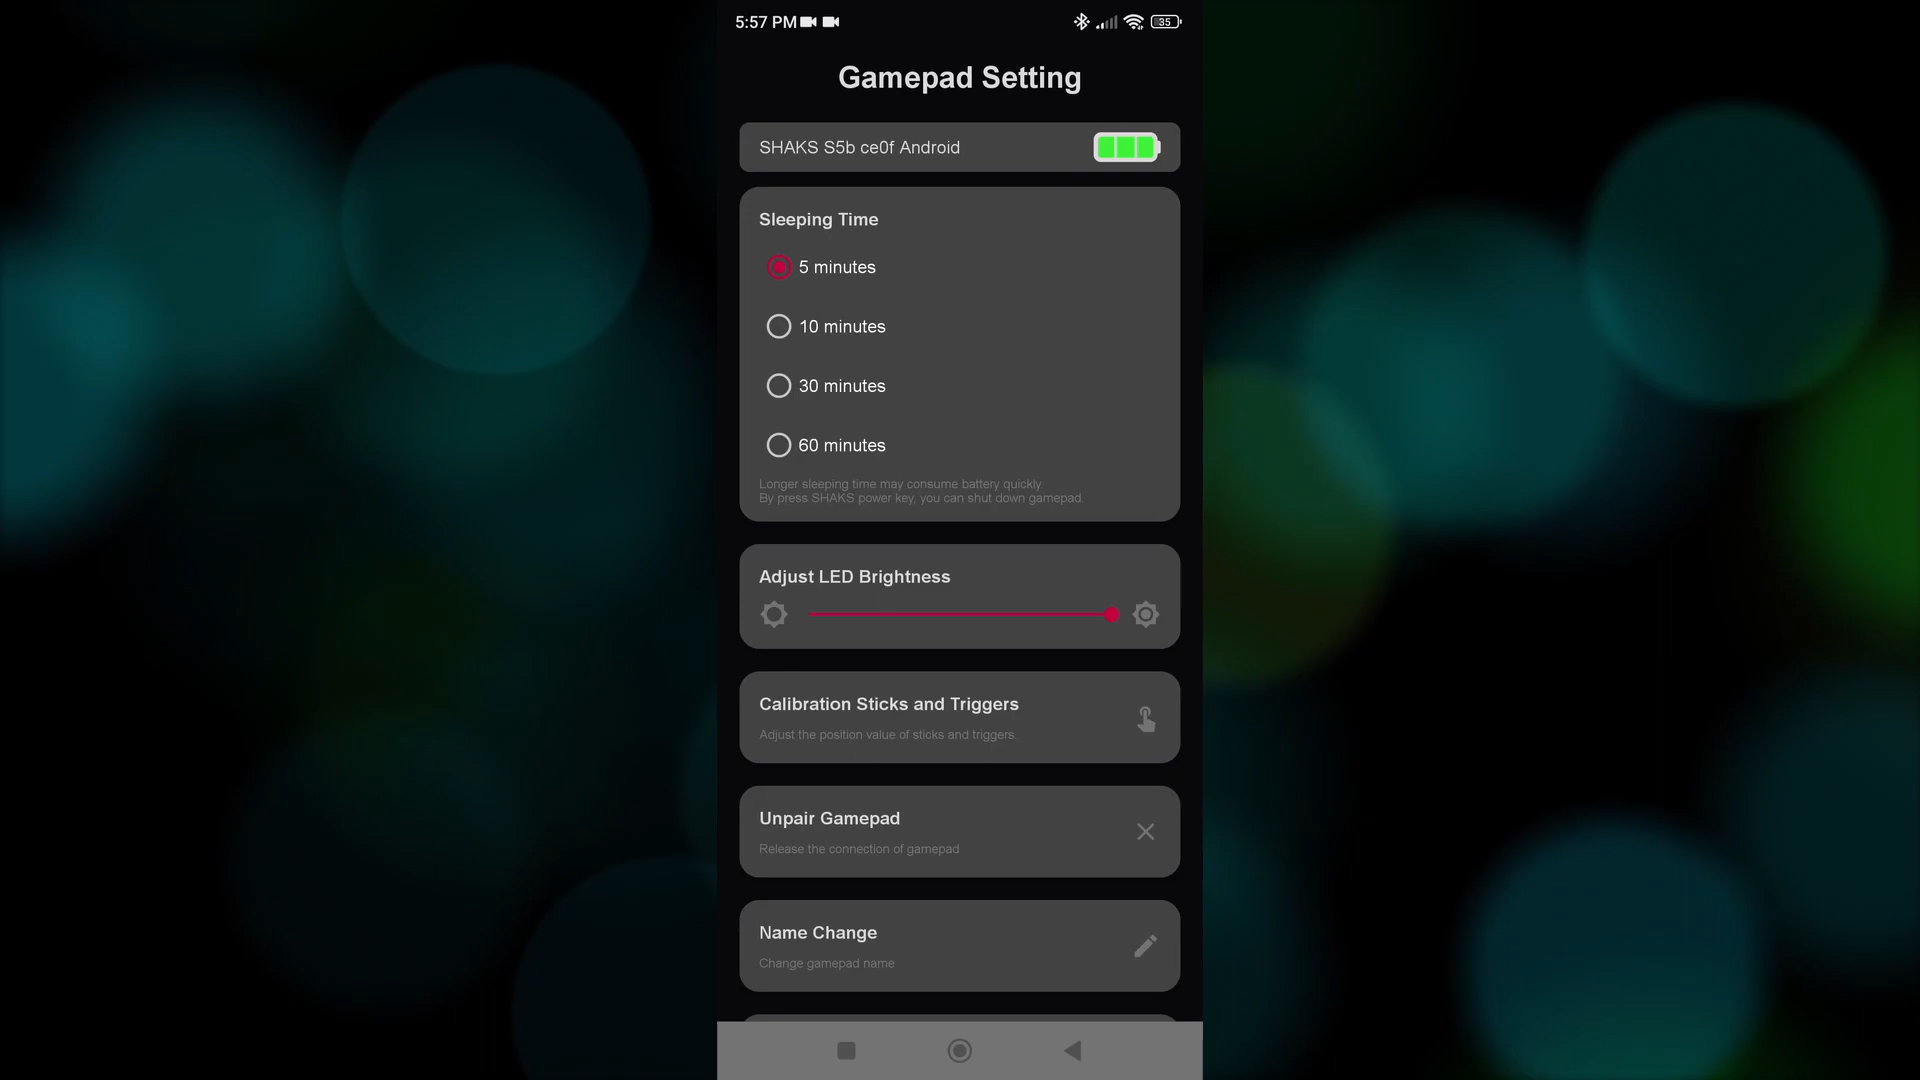 5:57 PM
35
Gamepad Setting
SHAKS S5b ce0f Android
Sleeping Time
5 minutes
10 minutes
30 minutes
60 minutes
Longer sleeping time may consume battery quickly.
By press SHAKS power key, you can shut down gamepad.
Adjust LED Brightness
Calibration Sticks and Triggers
Adjust the position value of sticks and triggers.
Unpair Gamepad
Release the connection of gamepad
Name Change
Change gamepad name